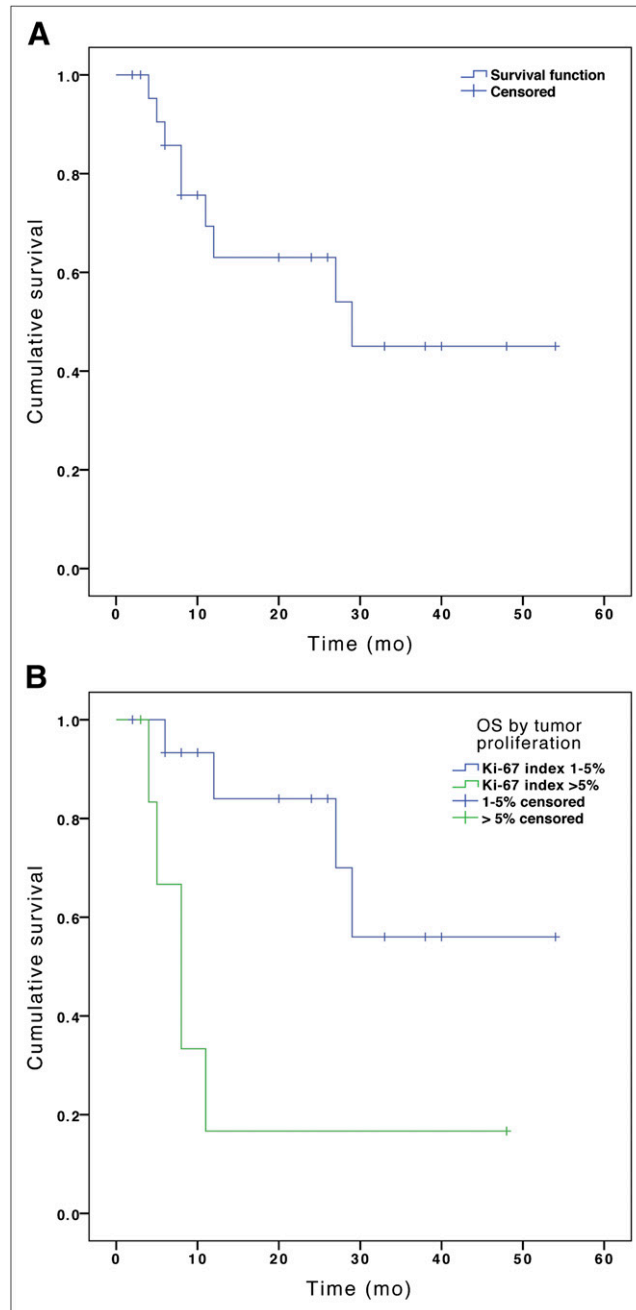 A
Survival function
Censored
1.0
0.8
0.6
0.4
0.2
0.0
Cumulative survival
0 10 20 30 40 50 60
Time (mo)
B
OS by tumor
proliferation
Ki-67 index 1-5%
Ki-67 index >5%
1-5% censored
> 5% censored
1.0
0.8
0.6
0.4
0.2
0.0
Cumulative survival
0 10 20 30 40 50 60
Time (mo)